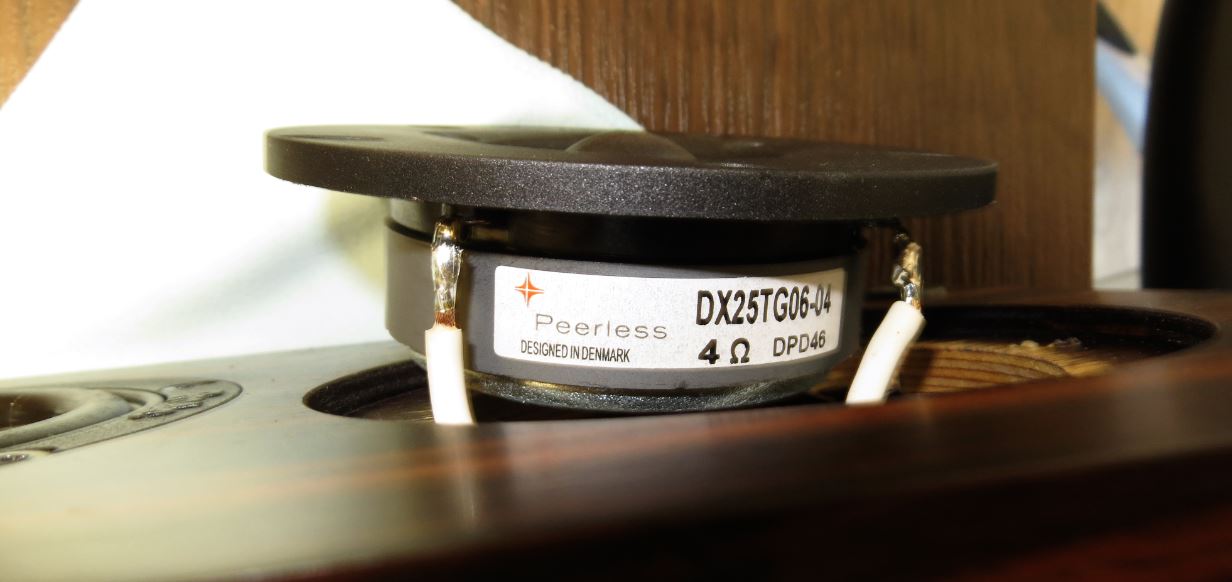 Peerless
DESIGNED IN DENMARK
DX25TG06-04
4 Ω DPD46